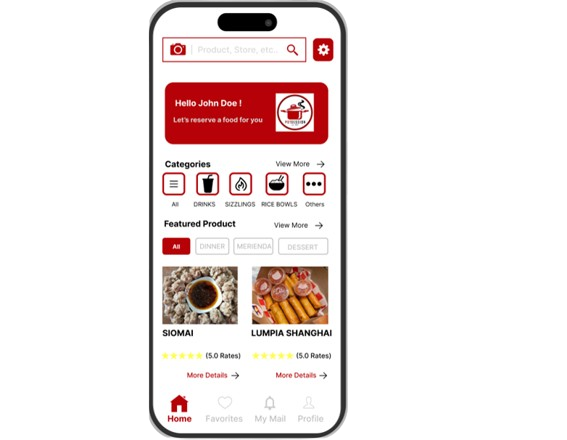 Product, Store, etc..
Hello John Doe !
Let's reserve a food for you
Categories
View More
All
DRINKS
SIZZLINGS
RICE BOWLS
Others
Featured Product
View More
All
DINNER
MERIENDA
DESSERT
SIOMAI
LUMPIA SHANGHAI
(5.0 Rates)
(5.0 Rates)
More Details
More Details
Home
Favorites
My Mail
Profile